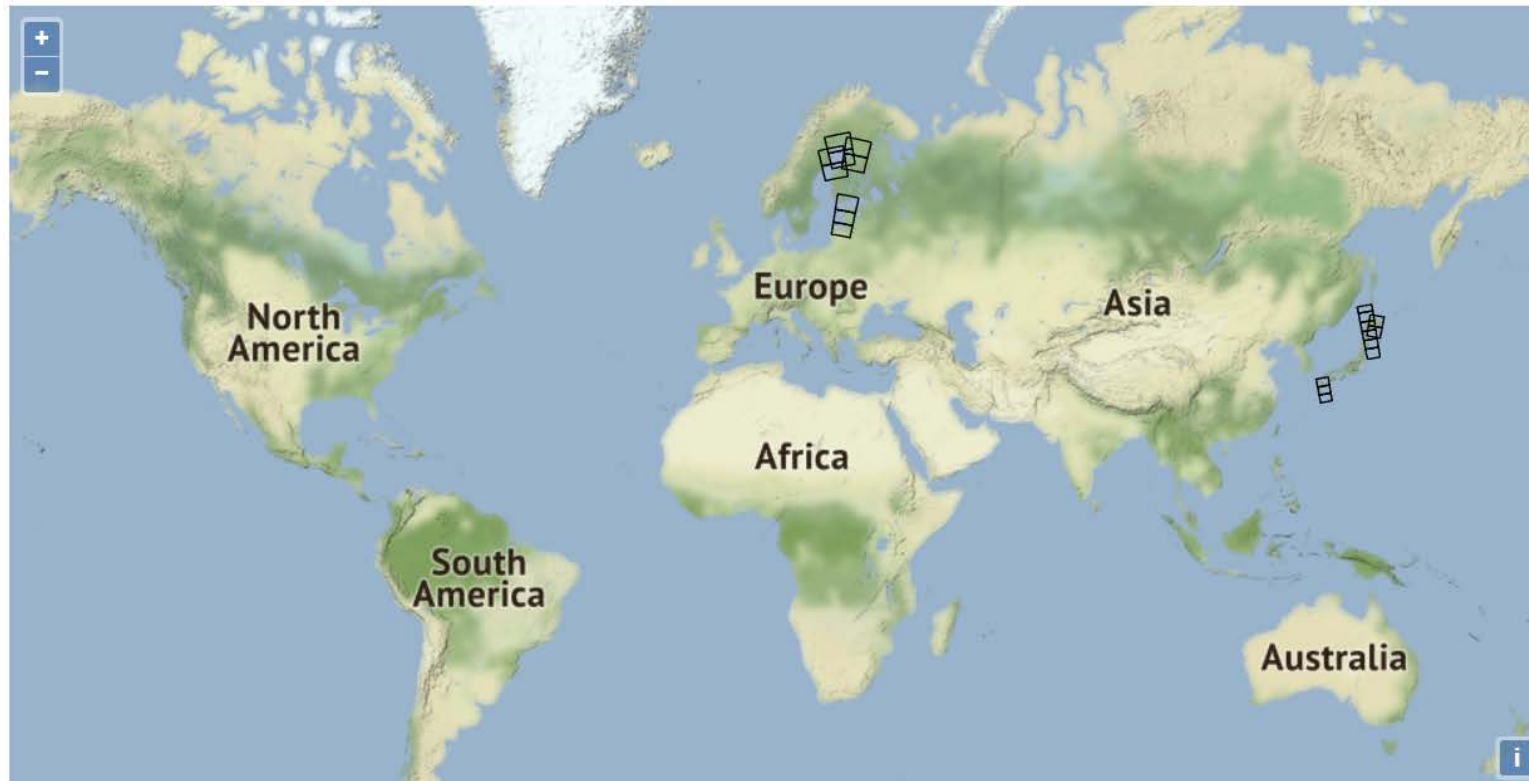 +
−
Europe
Asia
North
America
Africa
South
America
Australia
i